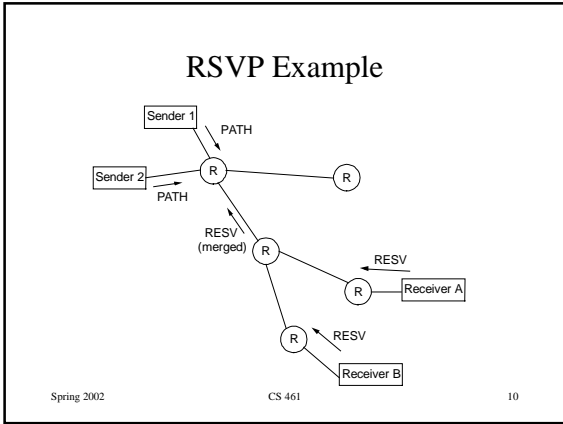 RSVP Example
Sender 1
PATH
Sender 2
PATH
R
R
RESV
(merged)
R
RESV
R
Receiver A
R
RESV
Receiver B
Spring 2002
CS 461
10